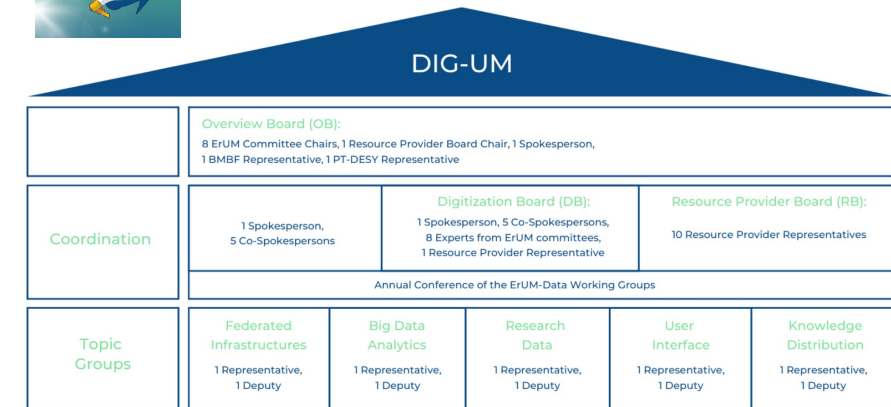 DIG-UM
Overview Board (OB):
8 ErUM Committee Chairs, 1 Resource Provider Board Chair, 1 Spokesperson,
1 BMBF Representative, 1 PT-DESY Representative
Coordination
1 Spokesperson,
5 Co-Spokespersons
Digitization Board (DB):
1 Spokesperson, 5 Co-Spokespersons,
8 Experts from ErUM committees,
1 Resource Provider Representative
Resource Provider Board (RB):
10 Resource Provider Representatives
Annual Conference of the ErUM-Data Working Groups
Topic
Groups
Federated
Infrastructures
1 Representative,
1 Deputy
Big Data
Analytics
1 Representative,
1 Deputy
Research
Data
1 Representative,
1 Deputy
User
Interface
1 Representative,
1 Deputy
Knowledge
Distribution
1 Representative,
1 Deputy